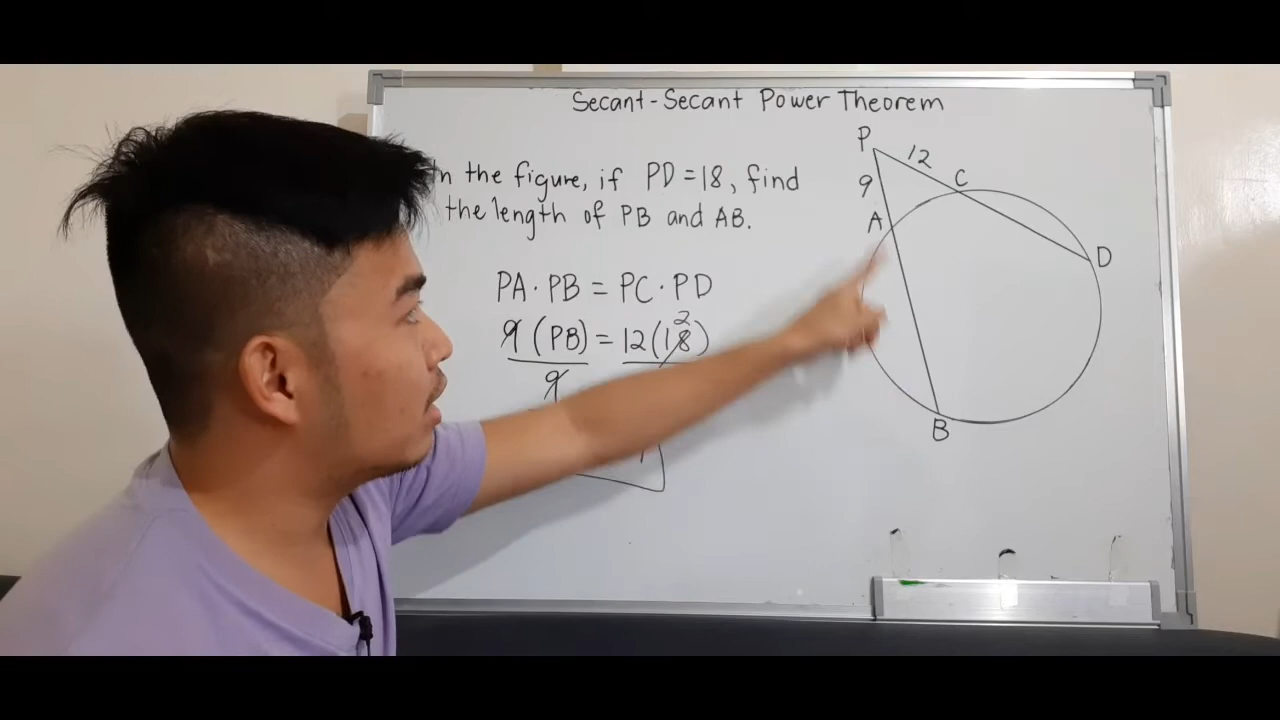 Secant-Secant Power Theorem
the figure, if PD=18, find
the length of PB and AB.
PA·PB = PC·PD
9(PB) = 12(18)
2
9
P
12
9
C
A
D
B